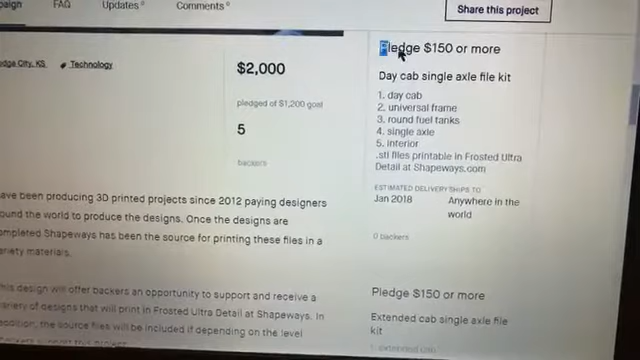 FAQ
Updates 0
Comments 0
Share this project
Technology
$2,000
pledged of $1,200 goal
5
backers
ave been producing 3D printed projects since 2012 paying designers
ound the world to produce the designs. Once the designs are
ompleted Shapeways has been the source for printing these files in a
ariety materials.
his design will offer backers an opportunity to support and receive a
ariety of designs that will print in Frosted Ultra Detail at Shapeways. In
addition, the source files will be included if depending on the level
Pledge $150 or more
Day cab single axle file kit
1. day cab
2. universal frame
3. round fuel tanks
4. single axle
5. interior
.stl files printable in Frosted Ultra
Detail at Shapeways.com
ESTIMATED DELIVERY SHIPS TO
Jan 2018 Anywhere in the
world
0 backers
Pledge $150 or more
Extended cab single axle file
kit